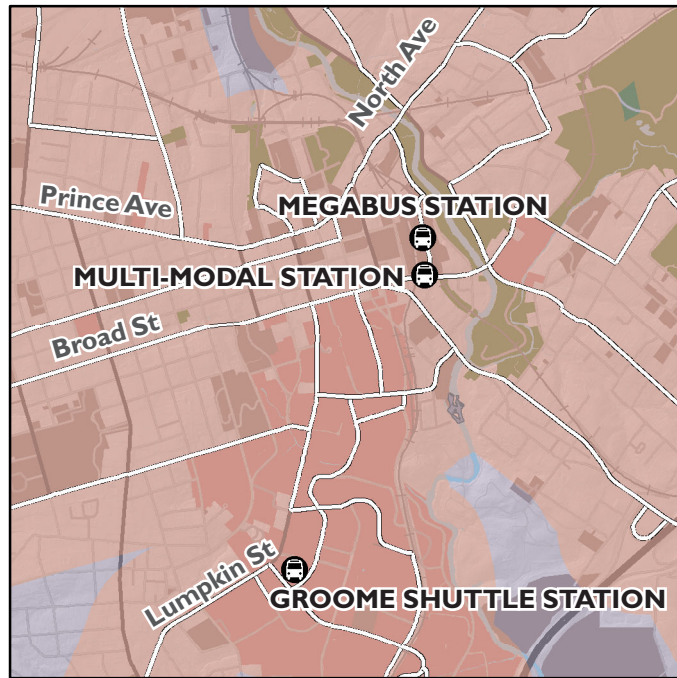 North Ave
Prince Ave
MEGABUS STATION
MULTI-MODAL STATION
Broad St
Lumpkin St
GROOME SHUTTLE STATION